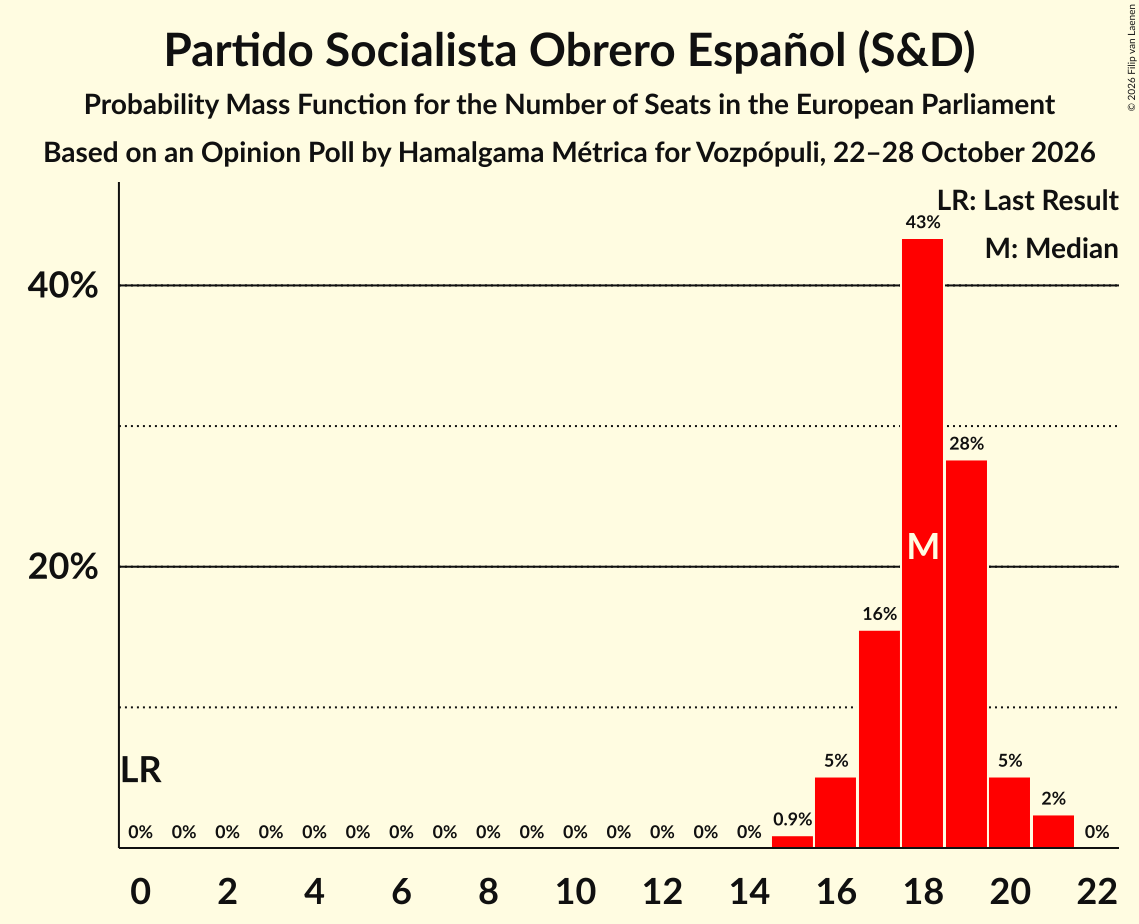 Partido Socialista Obrero Español (S&D)
Probability Mass Function for the Number of Seats in the European Parliament
Based on an Opinion Poll by Hamalgama Métrica for Vozpópuli, 22–28 October 2026
© 2026 Filip van Laenen
LR: Last Result
M: Median
40%
20%
43%
28%
M
16%
LR
5%
5%
2%
0.9%
0% 0% 0% 0% 0% 0% 0% 0% 0% 0% 0% 0% 0% 0% 0% 0%
0 2 4 6 8 10 12 14 16 18 20 22